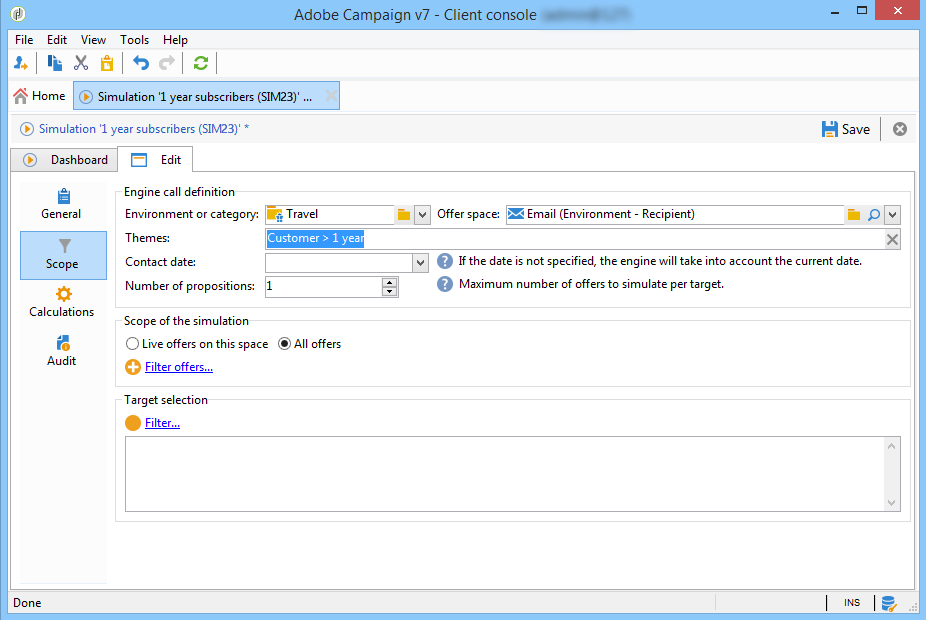 Adobe Campaign v7 - Client console
File Edit View Tools Help
Home Simulation '1 year subscribers (SIM23)' ...
Simulation '1 year subscribers (SIM23)' * Save
Dashboard Edit
General
Scope
Calculations
Audit
Engine call definition
Environment or category: Travel Offer space: Email (Environment - Recipient)
Themes: Customer > 1 year
Contact date: ? If the date is not specified, the engine will take into account the current date.
Number of propositions: 1 ? Maximum number of offers to simulate per target.
Scope of the simulation
Live offers on this space All offers
Filter offers...
Target selection
Filter...
Done INS